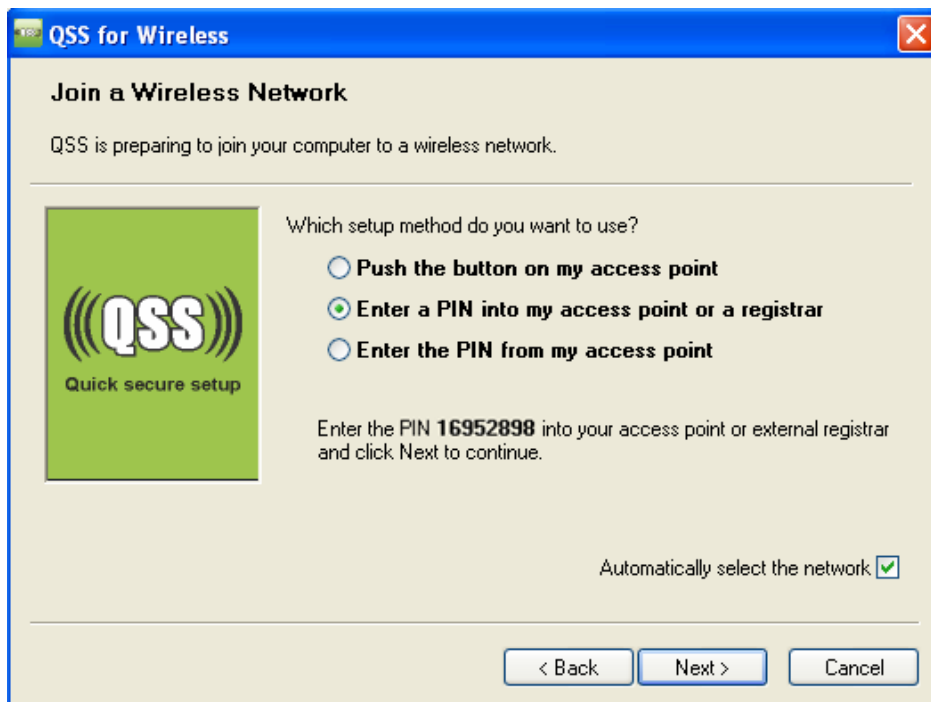 QSS for Wireless
Join a Wireless Network
QSS is preparing to join your computer to a wireless network.
Which setup method do you want to use?
Push the button on my access point
Enter a PIN into my access point or a registrar
Enter the PIN from my access point
(((QSS)))
Quick secure setup
Enter the PIN 16952898 into your access point or external registrar
and click Next to continue.
Automatically select the network
< Back
Next >
Cancel